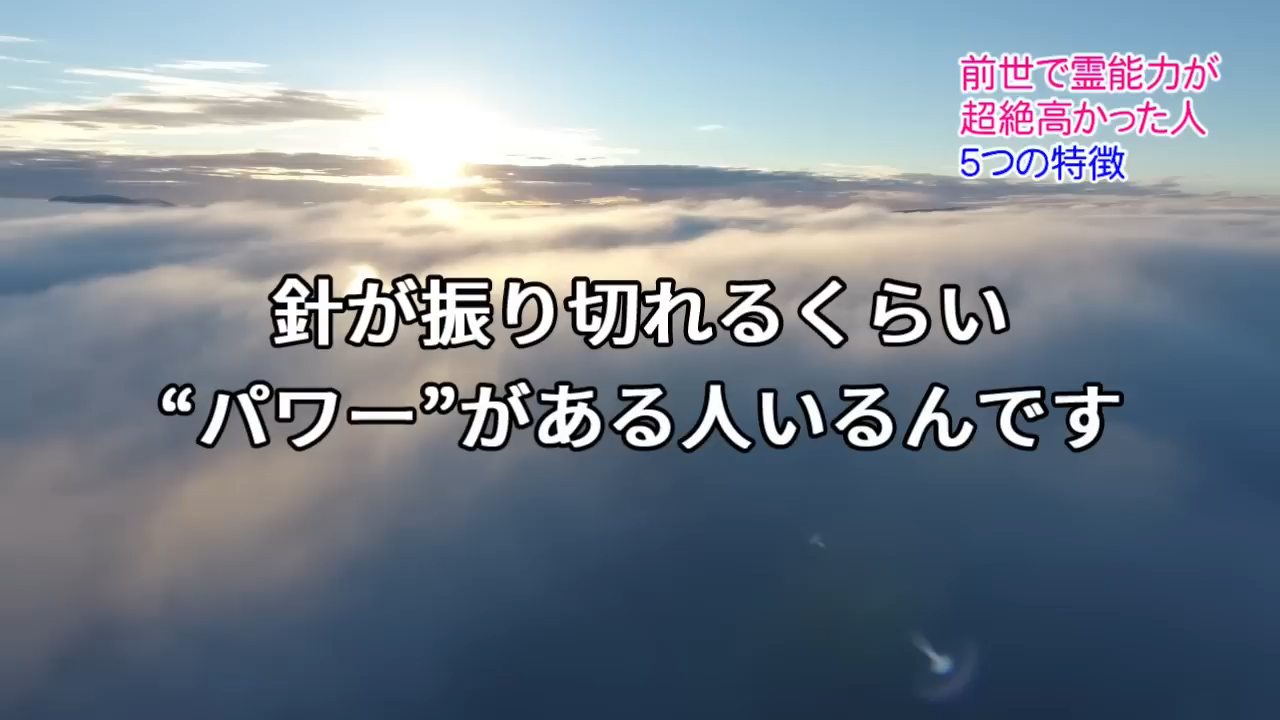 前世で霊能力が
超絶高かった人
5つの特徴
針が振り切れるくらい
“パワー”がある人いるんです